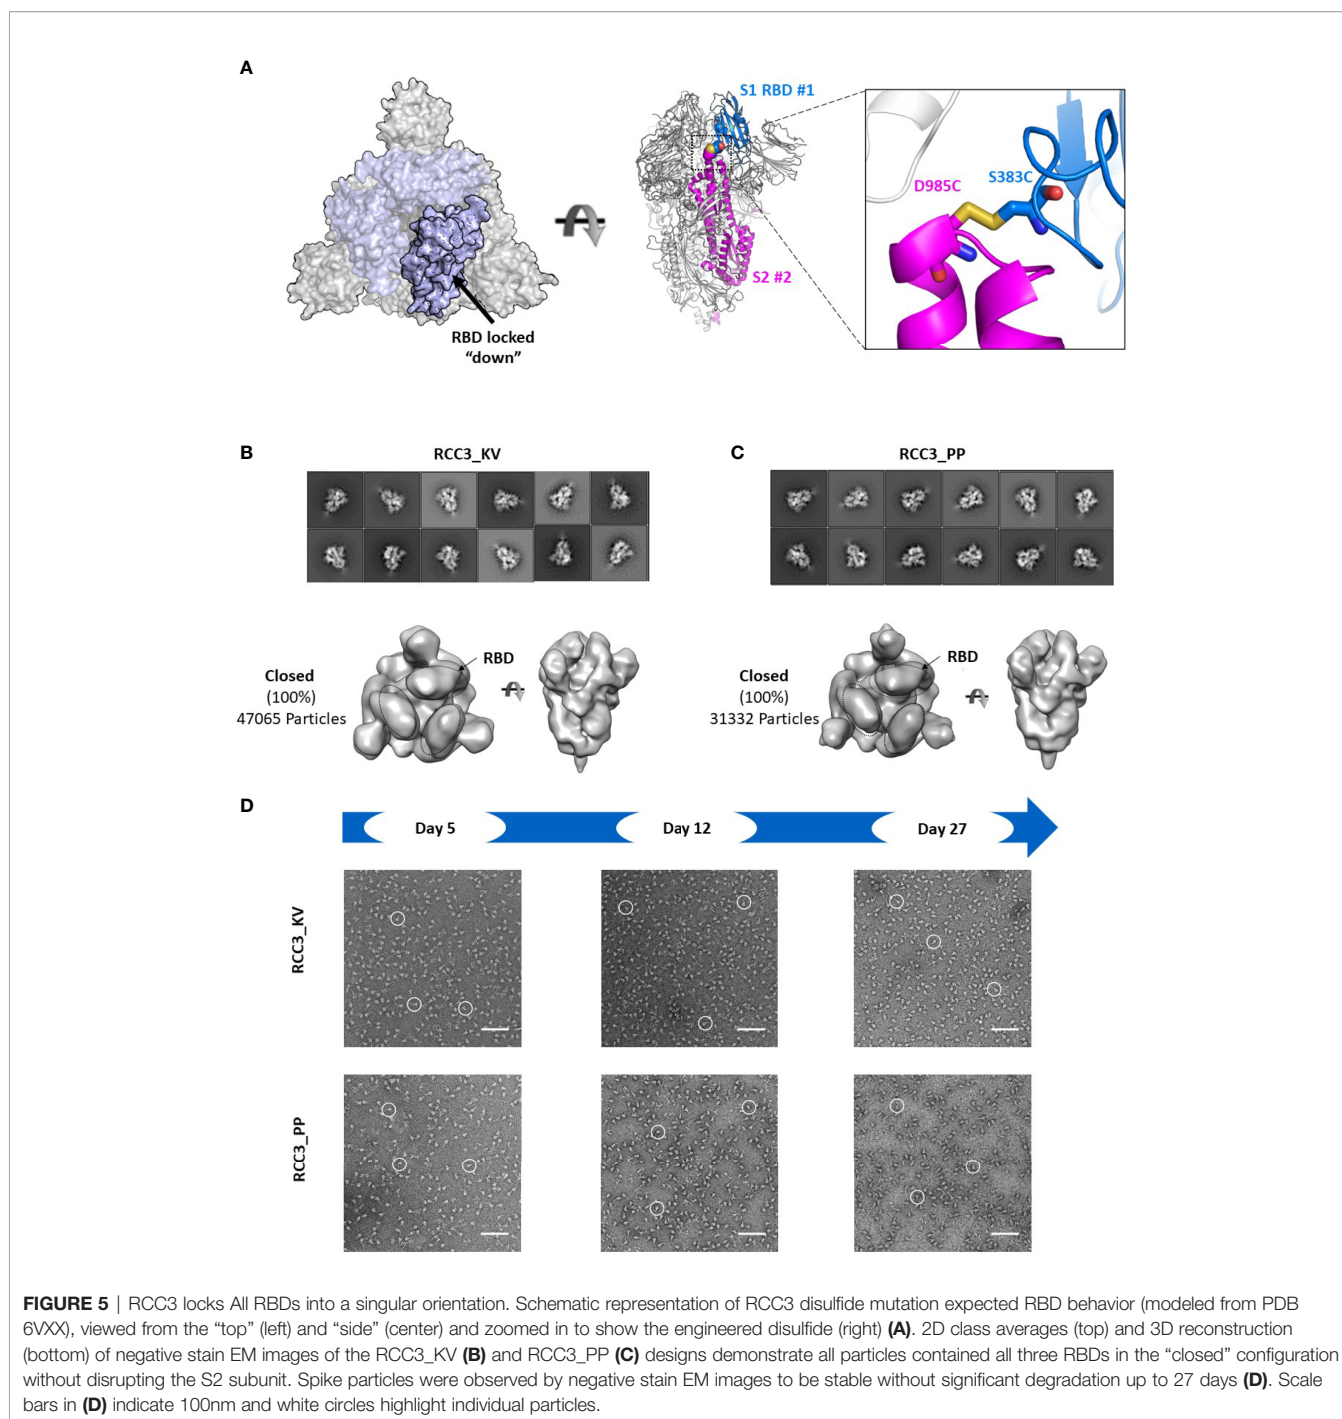 A
S1 RBD #1
D985C
S383C
S2 #2
RBD locked
“down”
B
RCC3_KV
C
RCC3_PP
Closed
(100%)
47065 Particles
RBD
Closed
(100%)
31332 Particles
RBD
D
Day 5
Day 12
Day 27
RCC3_KV
RCC3_PP
FIGURE 5 | RCC3 locks All RBDs into a singular orientation. Schematic representation of RCC3 disulfide mutation expected RBD behavior (modeled from PDB
6VXX), viewed from the “top” (left) and “side” (center) and zoomed in to show the engineered disulfide (right) (A). 2D class averages (top) and 3D reconstruction
(bottom) of negative stain EM images of the RCC3_KV (B) and RCC3_PP (C) designs demonstrate all particles contained all three RBDs in the “closed” configuration
without disrupting the S2 subunit. Spike particles were observed by negative stain EM images to be stable without significant degradation up to 27 days (D). Scale
bars in (D) indicate 100nm and white circles highlight individual particles.